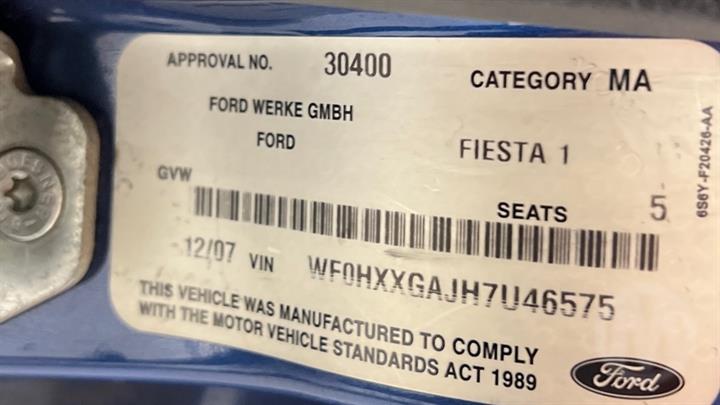 APPROVAL NO. 30400
CATEGORY MA
FORD WERKE GMBH
FORD
FIESTA 1
GVW
SEATS 5
12/07 VIN WF0HXXGAJH7U46575
THIS VEHICLE WAS MANUFACTURED TO COMPLY
WITH THE MOTOR VEHICLE STANDARDS ACT 1989
Ford
6S6Y-F20426-AA